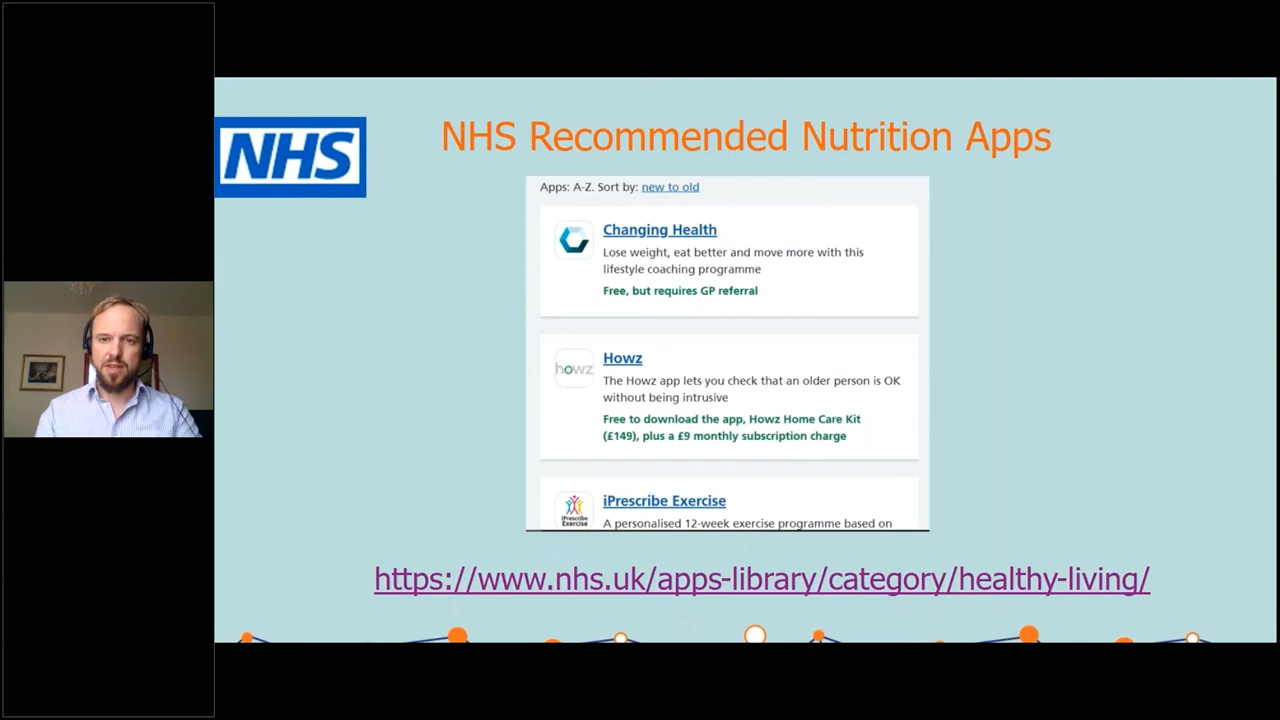 NHS
NHS Recommended Nutrition Apps
Apps: A-Z. Sort by: new to old
Changing Health
Lose weight, eat better and move more with this
lifestyle coaching programme
Free, but requires GP referral
howz
Howz
The Howz app lets you check that an older person is OK
without being intrusive
Free to download the app, Howz Home Care Kit
(£149), plus a £9 monthly subscription charge
iPrescribe
Exercise
iPrescribe Exercise
A personalised 12-week exercise programme based on
https://www.nhs.uk/apps-library/category/healthy-living/